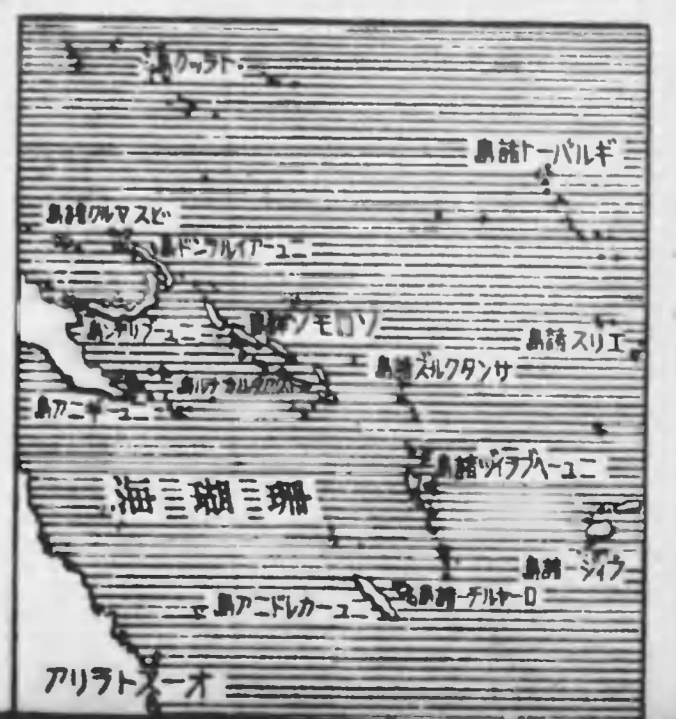 トラック島
ギルバート諸島
ビスマルク諸島
ニューアイルランド島
ソロモン群島
ニューブリテン島
エリス諸島
サンタクルズ諸島
ニューギニア島
ニューヘブライヅ諸島
珊瑚海
フィジー諸島
ローヤルチー諸島
ニューカレドニア島
オーストラリア